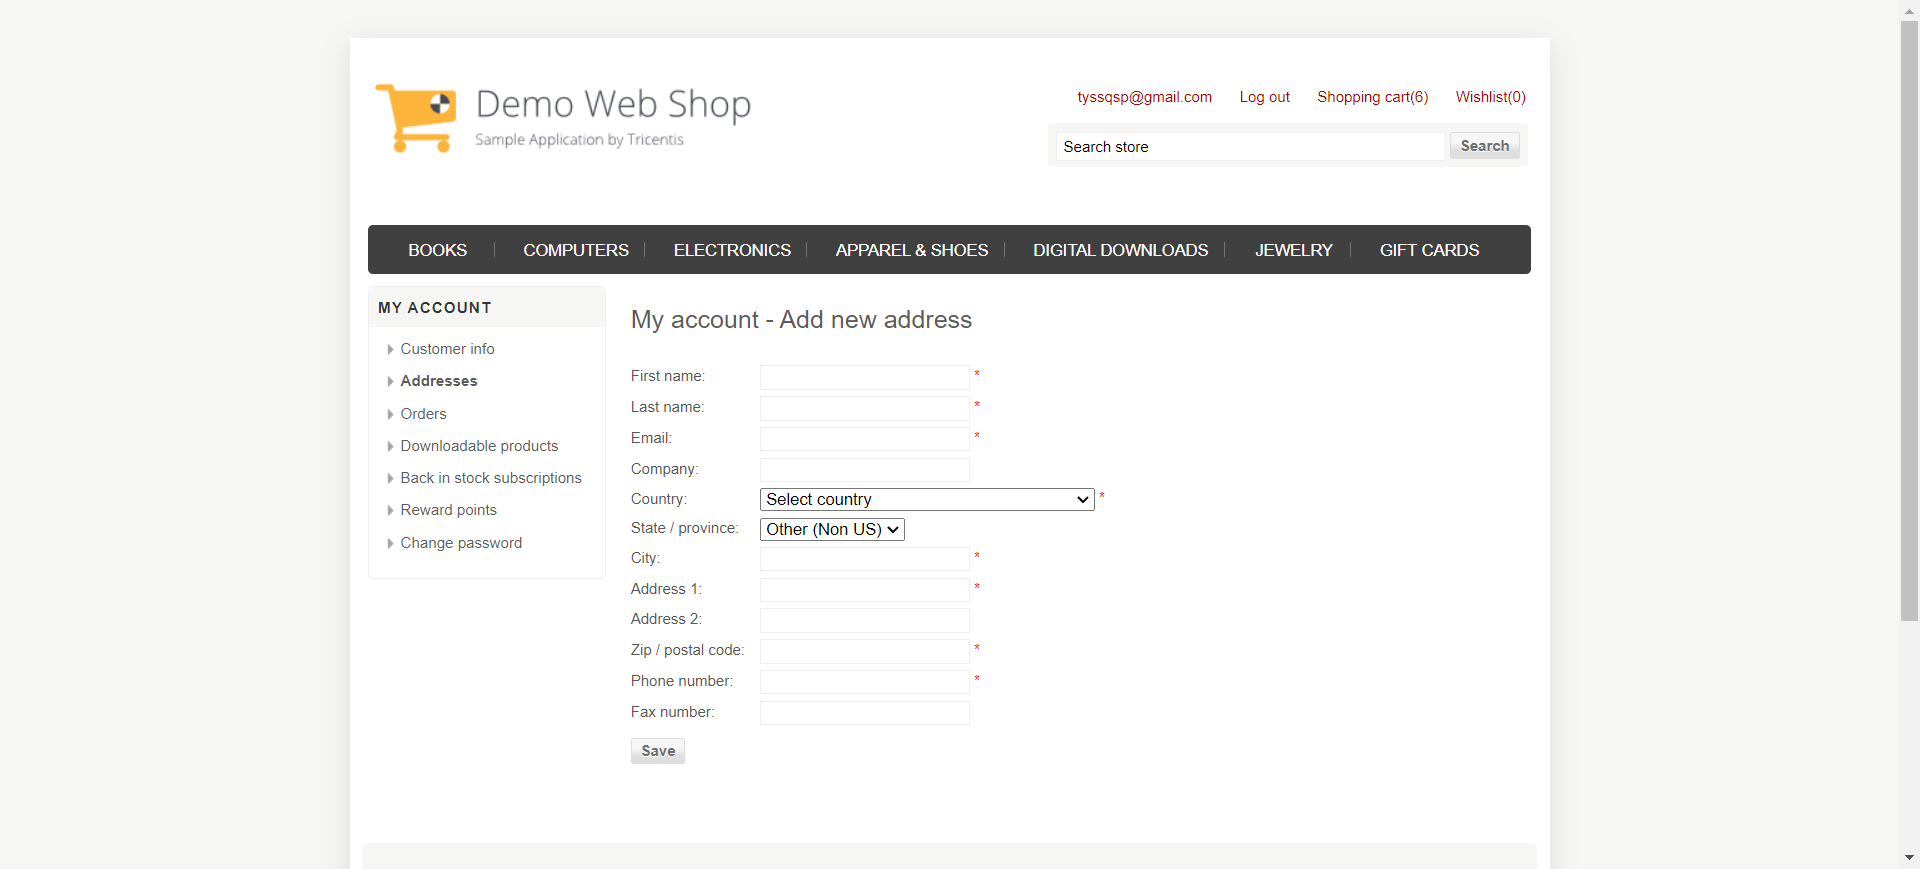 Demo Web Shop
Sample Application by Tricentis
tyssqsp@gmail.com Log out Shopping cart(6) Wishlist(0)
Search store Search
BOOKS COMPUTERS ELECTRONICS APPAREL & SHOES DIGITAL DOWNLOADS JEWELRY GIFT CARDS
MY ACCOUNT
Customer info
Addresses
Orders
Downloadable products
Back in stock subscriptions
Reward points
Change password
My account - Add new address
First name: *
Last name: *
Email: *
Company:
Country: Select country *
State / province: Other (Non US)
City: *
Address 1: *
Address 2:
Zip / postal code: *
Phone number: *
Fax number:
Save